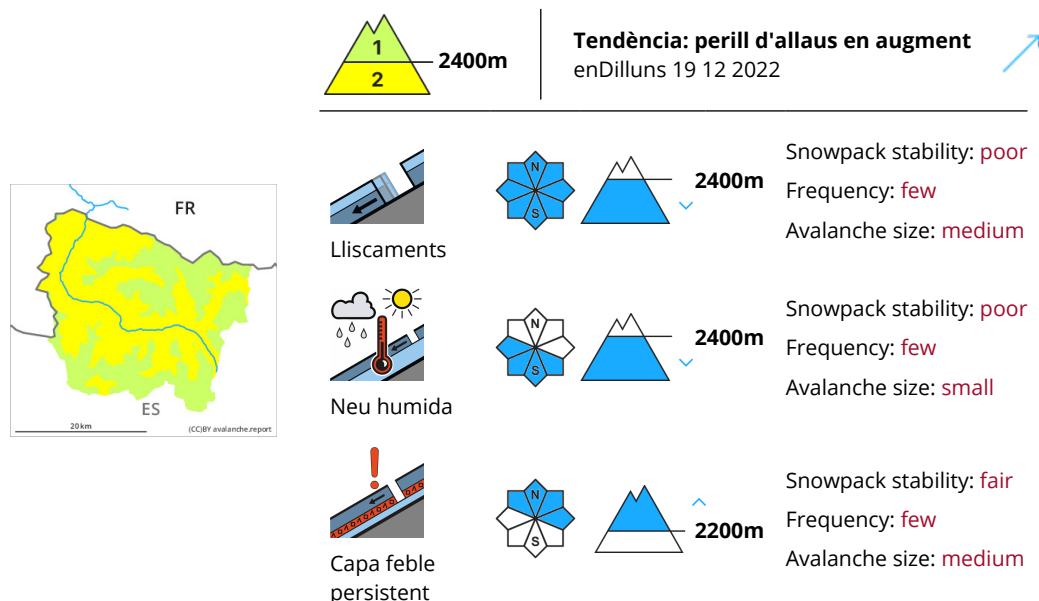 1
2
2400m
Tendència: perill d'allaus en augment
enDilluns 19 12 2022
FR
ES
20 km
(CC)BY avalanche.report
N
S
2400m
Lliscaments
Snowpack stability: poor
Frequency: few
Avalanche size: medium
N
S
2400m
Neu humida
Snowpack stability: poor
Frequency: few
Avalanche size: small
N
S
2200m
Capa feble
persistent
Snowpack stability: fair
Frequency: few
Avalanche size: medium